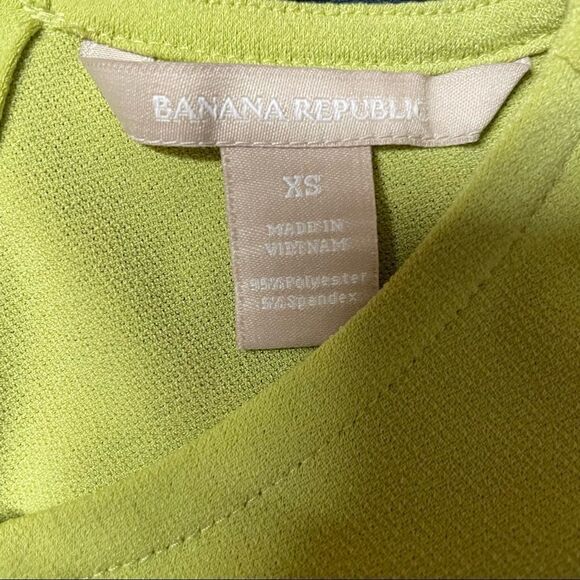 BANANA REPUBLIC
XS
MADE IN
VIETNAM
95% Polyester
5% Spandex